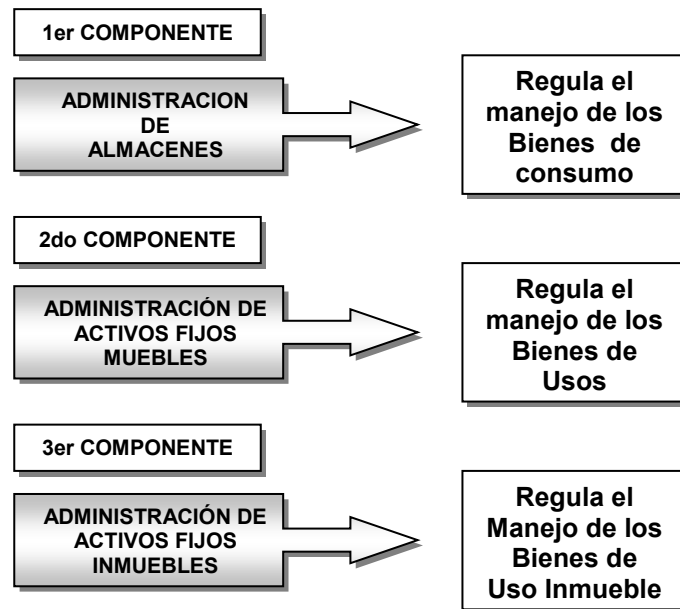 1er COMPONENTE
ADMINISTRACION
DE
ALMACENES
Regula el
manejo de los
Bienes de
consumo
2do COMPONENTE
ADMINISTRACIÓN DE
ACTIVOS FIJOS
MUEBLES
Regula el
manejo de los
Bienes de
Usos
3er COMPONENTE
ADMINISTRACIÓN DE
ACTIVOS FIJOS
INMUEBLES
Regula el
Manejo de los
Bienes de
Uso Inmueble